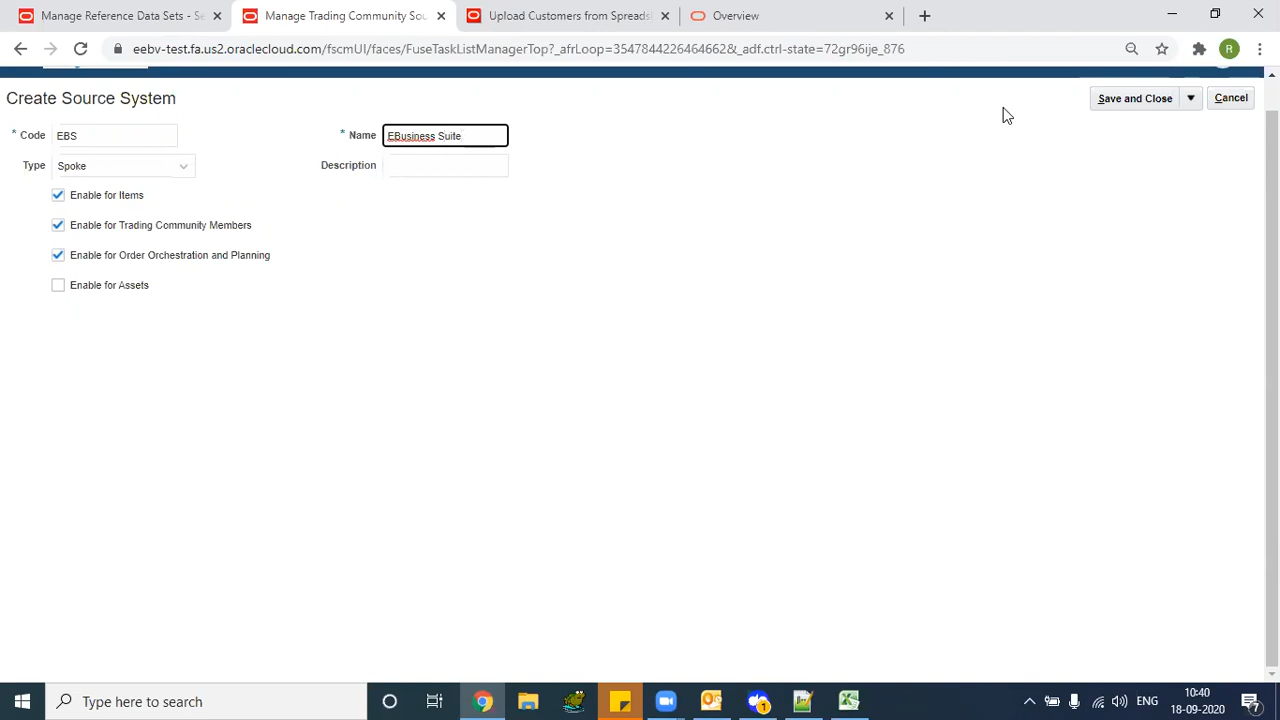 Manage Reference Data Sets - Se
Manage Trading Community Sou
Upload Customers from Spreads
Overview
eebv-test.fa.us2.oraclecloud.com/fscmUI/faces/FuseTaskListManagerTop?_afrLoop=3547844226464662&_adf.ctrl-state=72gr96ije_876
R
Create Source System
Save and Close
Cancel
* Code EBS
* Name EBusiness Suite
Type Spoke
Description
Enable for Items
Enable for Trading Community Members
Enable for Order Orchestration and Planning
Enable for Assets
Type here to search
1
ENG
10:40
18-09-2020
7